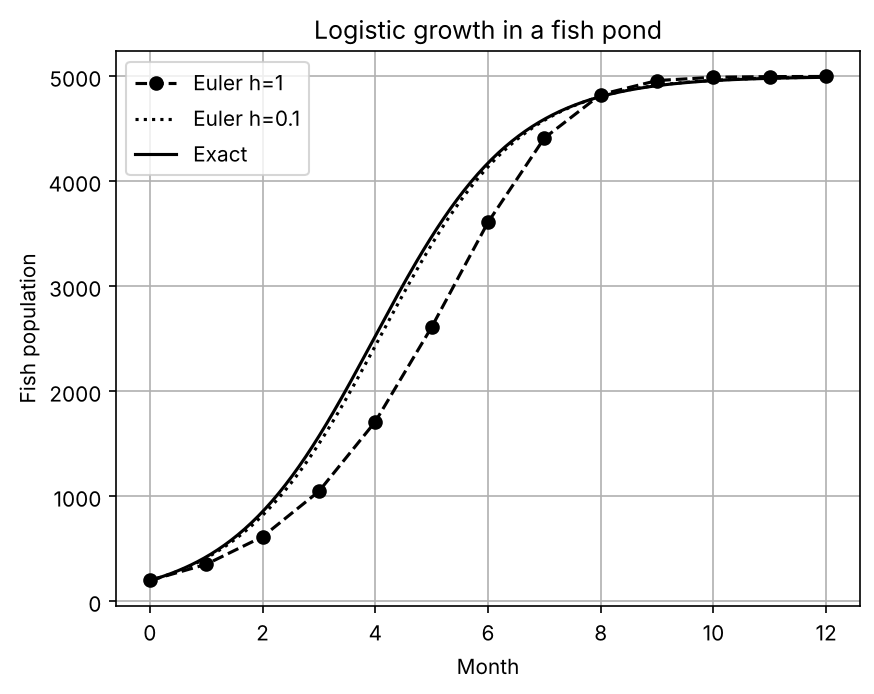 Logistic growth in a fish pond
Euler h=1
Euler h=0.1
Exact
Fish population
5000
4000
3000
2000
1000
0
0 2 4 6 8 10 12
Month